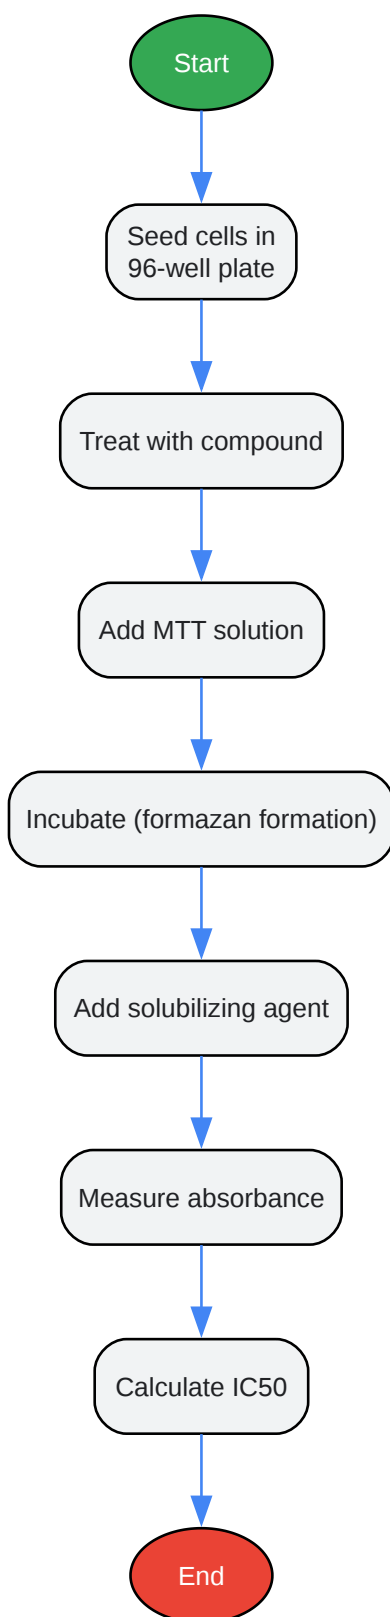 Start
Seed cells in
96-well plate
Treat with compound
Add MTT solution
Incubate (formazan formation)
Add solubilizing agent
Measure absorbance
Calculate IC50
End